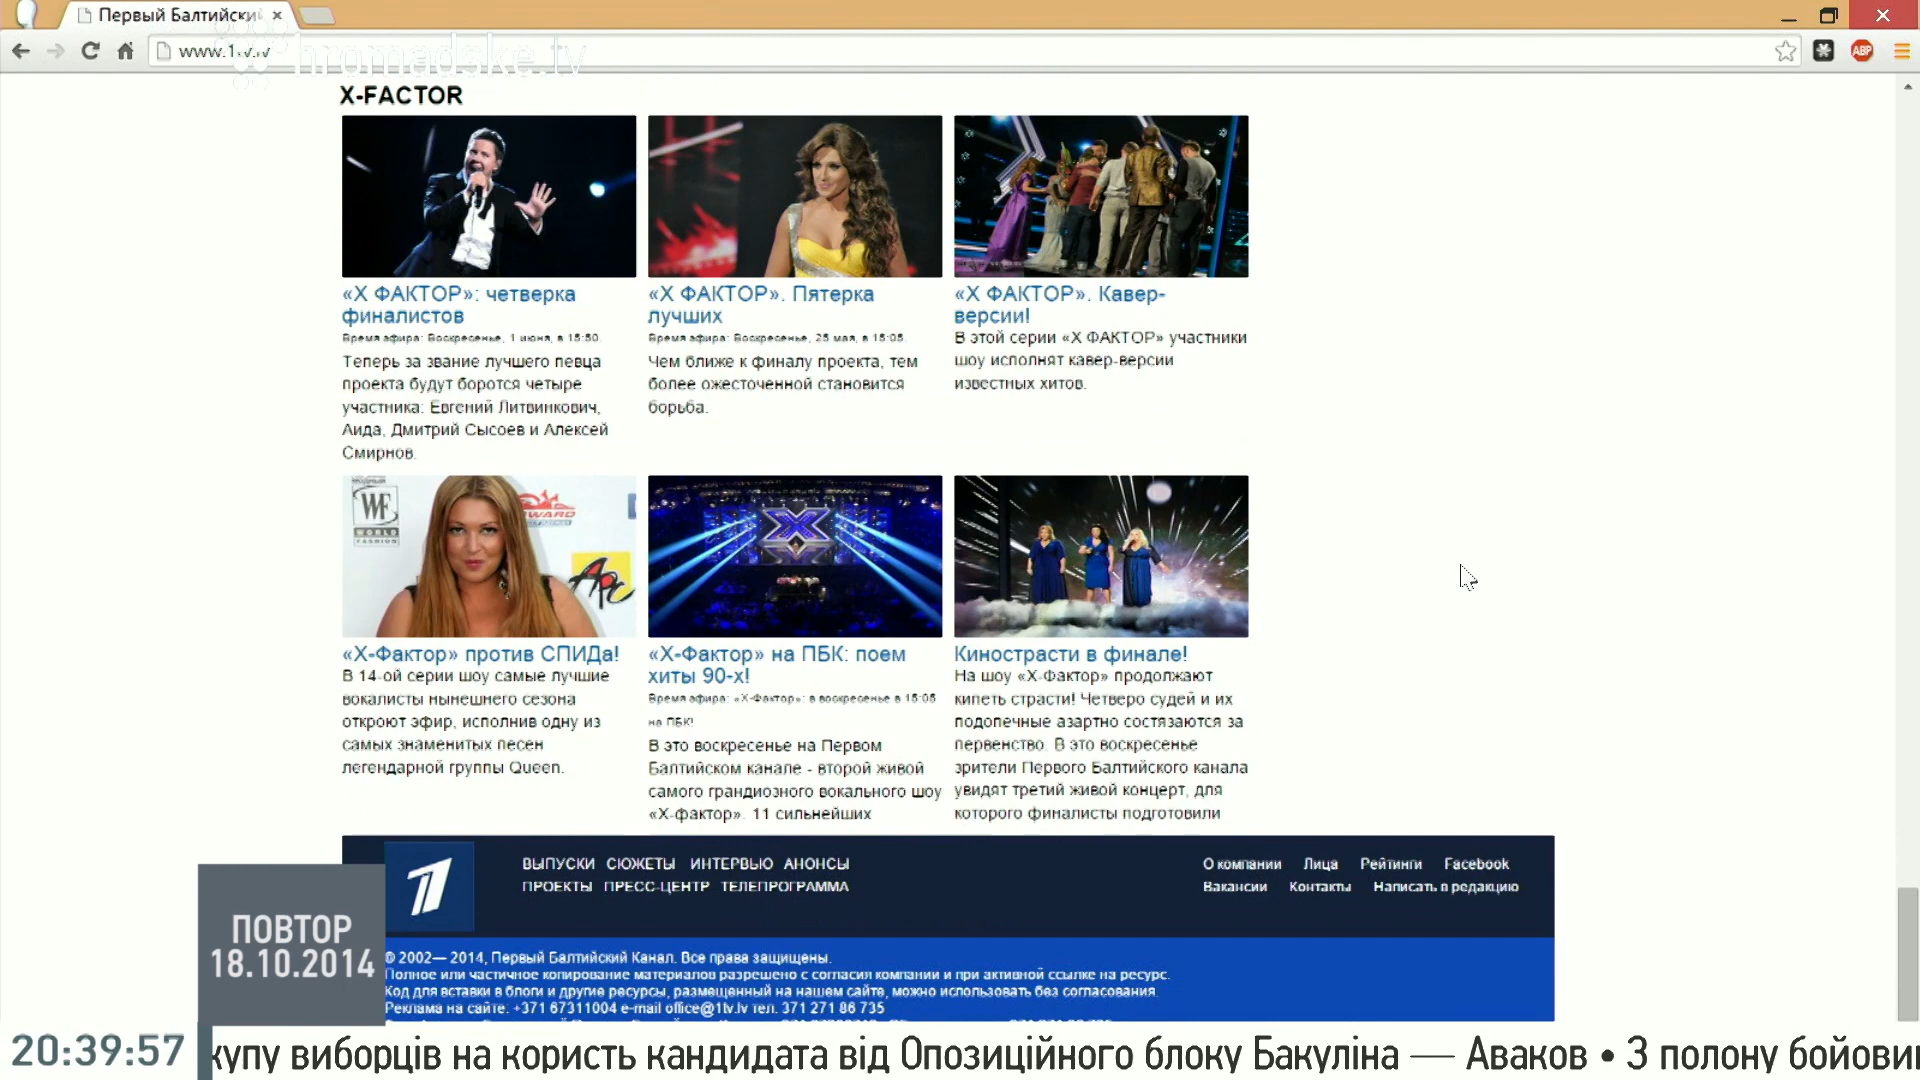 Первый Балтийски
www.1tv.lv
hromadske.tv
ABP
X-FACTOR
«Х ФАКТОР»: четверка
финалистов
Время эфира: Воскресенье, 1 июня, в 15:50.
Теперь за звание лучшего певца
проекта будут боротся четыре
участника: Евгений Литвинкович,
Аида, Дмитрий Сысоев и Алексей
Смирнов.
«Х ФАКТОР». Пятерка
лучших
Время эфира: Воскресенье, 25 мая, в 15:05.
Чем ближе к финалу проекта, тем
более ожесточенной становится
борьба.
«Х ФАКТОР». Кавер-
версии!
В этой серии «Х ФАКТОР» участники
шоу исполнят кавер-версии
известных хитов.
WF
WORLD
FASHION
«Х-Фактор» против СПИДа!
В 14-ой серии шоу самые лучшие
вокалисты нынешнего сезона
откроют эфир, исполнив одну из
самых знаменитых песен
легендарной группы Queen.
«Х-Фактор» на ПБК: поем
хиты 90-х!
Время эфира: «Х-Фактор»: в воскресенье в 15:05
на ПБК!
В это воскресенье на Первом
Балтийском канале - второй живой
самого грандиозного вокального шоу
«Х-фактор». 11 сильнейших
Кинострасти в финале!
На шоу «Х-Фактор» продолжают
кипеть страсти! Четверо судей и их
подопечные азартно состязаются за
первенство. В это воскресенье
зрители Первого Балтийского канала
увидят третий живой концерт, для
которого финалисты подготовили
ВЫПУСКИ СЮЖЕТЫ ИНТЕРВЬЮ АНОНСЫ
ПРОЕКТЫ ПРЕСС-ЦЕНТР ТЕЛЕПРОГРАММА
О компании Лица Рейтинги Facebook
Вакансии Контакты Написать в редакцию
© 2002— 2014, Первый Балтийский Канал. Все права защищены.
Полное или частичное копирование материалов разрешено с согласия компании и при активной ссылке на ресурс.
Код для вставки в блоги и другие ресурсы, размещенный на нашем сайте, можно использовать без согласования.
Реклама на сайте: +371 67311004 e-mail office@1tv.lv тел. 371 271 86 735
ПОВТОР
18.10.2014
20:39:57
купу виборців на користь кандидата від Опозиційного блоку Бакуліна — Аваков • З полону бойови